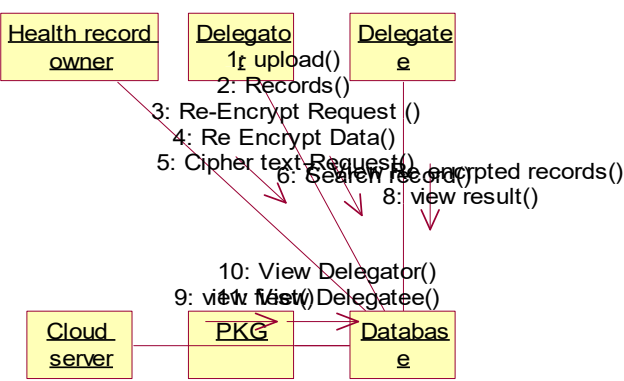 Health record
owner
Delegato
r
Delegate
e
1: upload()
2: Records()
3: Re-Encrypt Request ()
4: Re Encrypt Data()
5: Cipher text Request()
6: Search record()
7: View Re encrpted records()
8: view result()
10: View Delegator()
9: view
11: View Delegatee()
Cloud
server
PKG
Databas
e